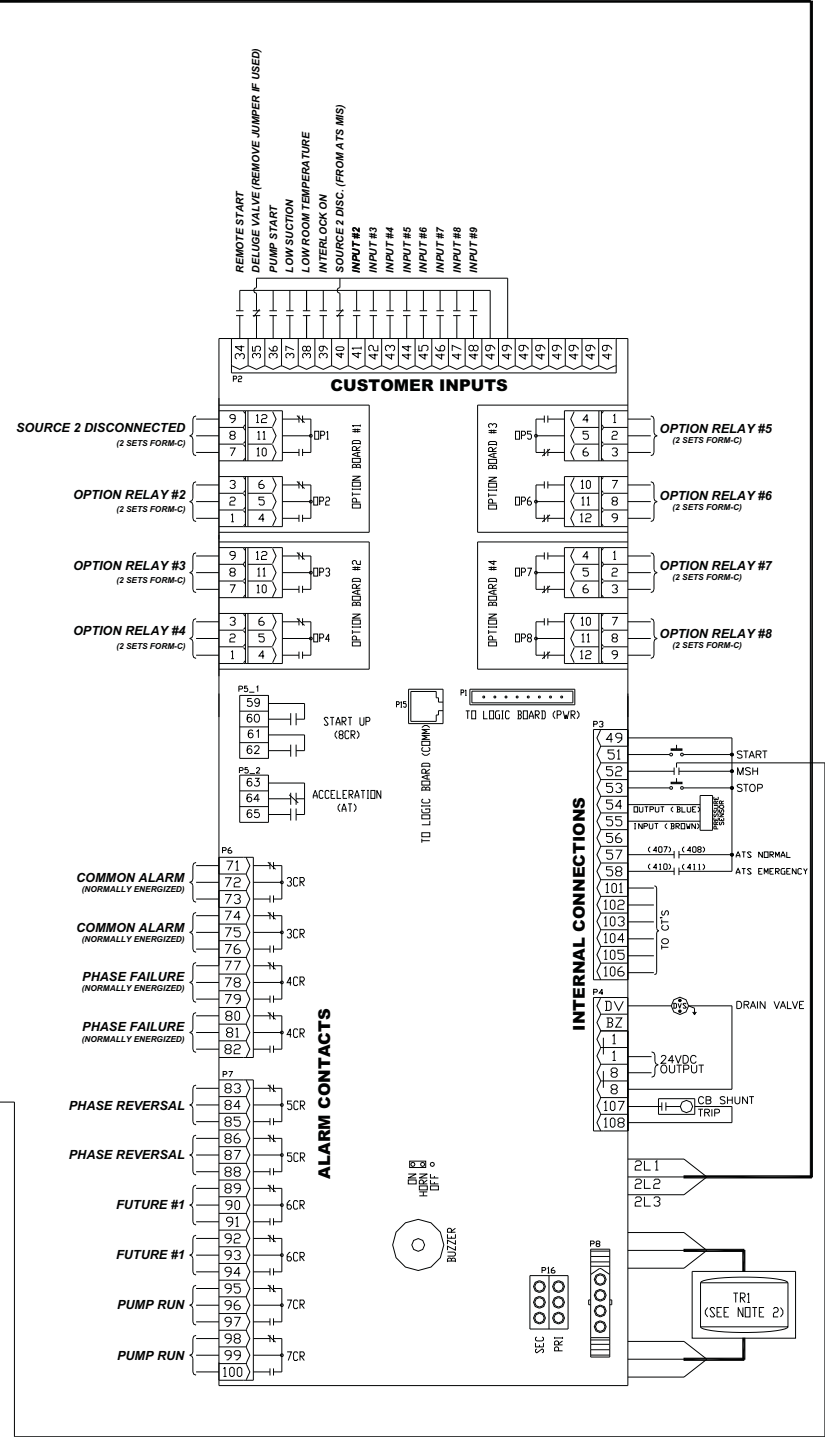 REMOTE START
DELUGE VALVE (REMOVE JUMPER IF USED)
PUMP START
LOW SUCTION
LOW ROOM TEMPERATURE
INTERLOCK ON
SOURCE 2 DISC. (FROM ATS MIS)
INPUT #2
INPUT #3
INPUT #4
INPUT #5
INPUT #6
INPUT #7
INPUT #8
INPUT #9
34 35 36 37 38 39 40 41 42 43 44 45 46 47 48 49 49 49 49 49 49 49 49
P2
CUSTOMER INPUTS
SOURCE 2 DISCONNECTED
(2 SETS FORM-C)
9 12
8 11
7 10
OP1
OPTION RELAY #2
(2 SETS FORM-C)
3 6
2 5
1 4
OP2
OPTION BOARD #1
OPTION RELAY #3
(2 SETS FORM-C)
9 12
8 11
7 10
OP3
OPTION RELAY #4
(2 SETS FORM-C)
3 6
2 5
1 4
OP4
OPTION BOARD #2
OPTION BOARD #3
OP5
4 1
5 2
6 3
OPTION RELAY #5
(2 SETS FORM-C)
OP6
10 7
11 8
12 9
OPTION RELAY #6
(2 SETS FORM-C)
OPTION BOARD #4
OP7
4 1
5 2
6 3
OPTION RELAY #7
(2 SETS FORM-C)
OP8
10 7
11 8
12 9
OPTION RELAY #8
(2 SETS FORM-C)
P5_1
59
60
61
62
START UP
(8CR)
P5_2
63
64
65
ACCELERATION
(AT)
P15
TO LOGIC BOARD (COMM)
P1
TO LOGIC BOARD (PWR)
P6
COMMON ALARM
(NORMALLY ENERGIZED)
71
72
73
3CR
COMMON ALARM
(NORMALLY ENERGIZED)
74
75
76
3CR
PHASE FAILURE
(NORMALLY ENERGIZED)
77
78
79
4CR
PHASE FAILURE
(NORMALLY ENERGIZED)
80
81
82
4CR
P7
PHASE REVERSAL
83
84
85
5CR
PHASE REVERSAL
86
87
88
5CR
FUTURE #1
89
90
91
6CR
FUTURE #1
92
93
94
6CR
PUMP RUN
95
96
97
7CR
PUMP RUN
98
99
100
7CR
ALARM CONTACTS
INTERNAL CONNECTIONS
P3
49
51
START
52
MSH
53
STOP
54
OUTPUT (BLUE)
55
INPUT (BROWN)
PRESSURE
SENSOR
56
57
(407) (408)
ATS NORMAL
58
(410) (411)
ATS EMERGENCY
101
102
103
104
105
106
TO CT'S
P4
DV
DVS
DRAIN VALVE
BZ
1
1
8
24VDC
OUTPUT
8
107
108
CB SHUNT
TRIP
2L1
2L2
2L3
ON
HORN
OFF
BUZZER
P16
SEC
PRI
P8
TR1
(SEE NOTE 2)